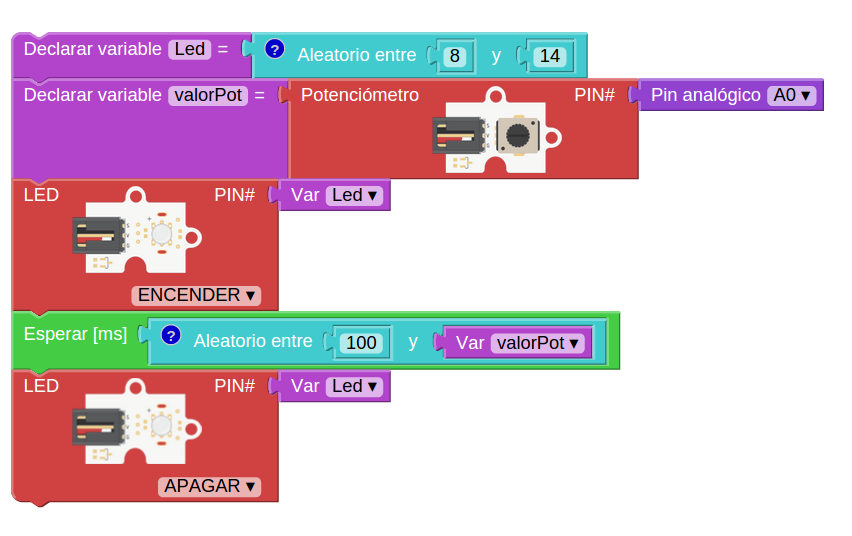 Declarar variable Led = ? Aleatorio entre 8 y 14
Declarar variable valorPot = Potenciómetro PIN# Pin analógico A0 ▾
LED PIN# Var Led ▾
ENCENDER ▾
Esperar [ms] ? Aleatorio entre 100 y Var valorPot ▾
LED PIN# Var Led ▾
APAGAR ▾